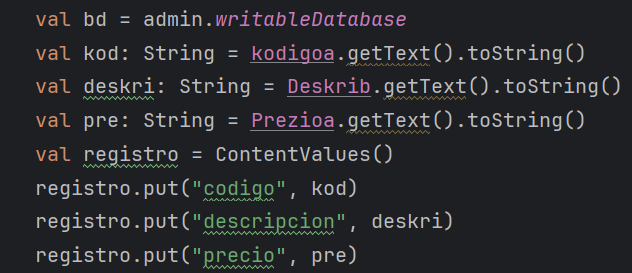 val bd = admin.writableDatabase
val kod: String = kodigoa.getText().toString()
val deskri: String = Deskrib.getText().toString()
val pre: String = Prezioa.getText().toString()
val registro = ContentValues()
registro.put("codigo", kod)
registro.put("descripcion", deskri)
registro.put("precio", pre)